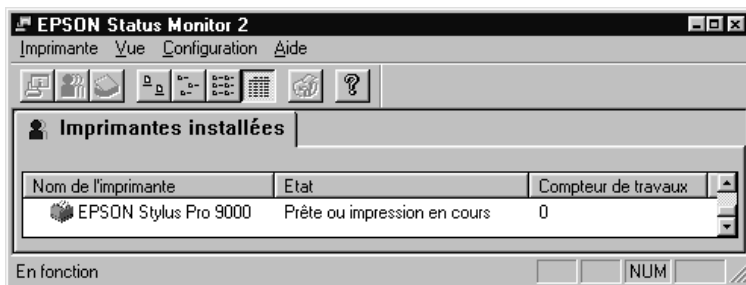 EPSON Status Monitor 2
Imprimante Vue Configuration Aide
Imprimantes installées
Nom de l'imprimante Etat Compteur de travaux
EPSON Stylus Pro 9000 Prête ou impression en cours 0
En fonction NUM